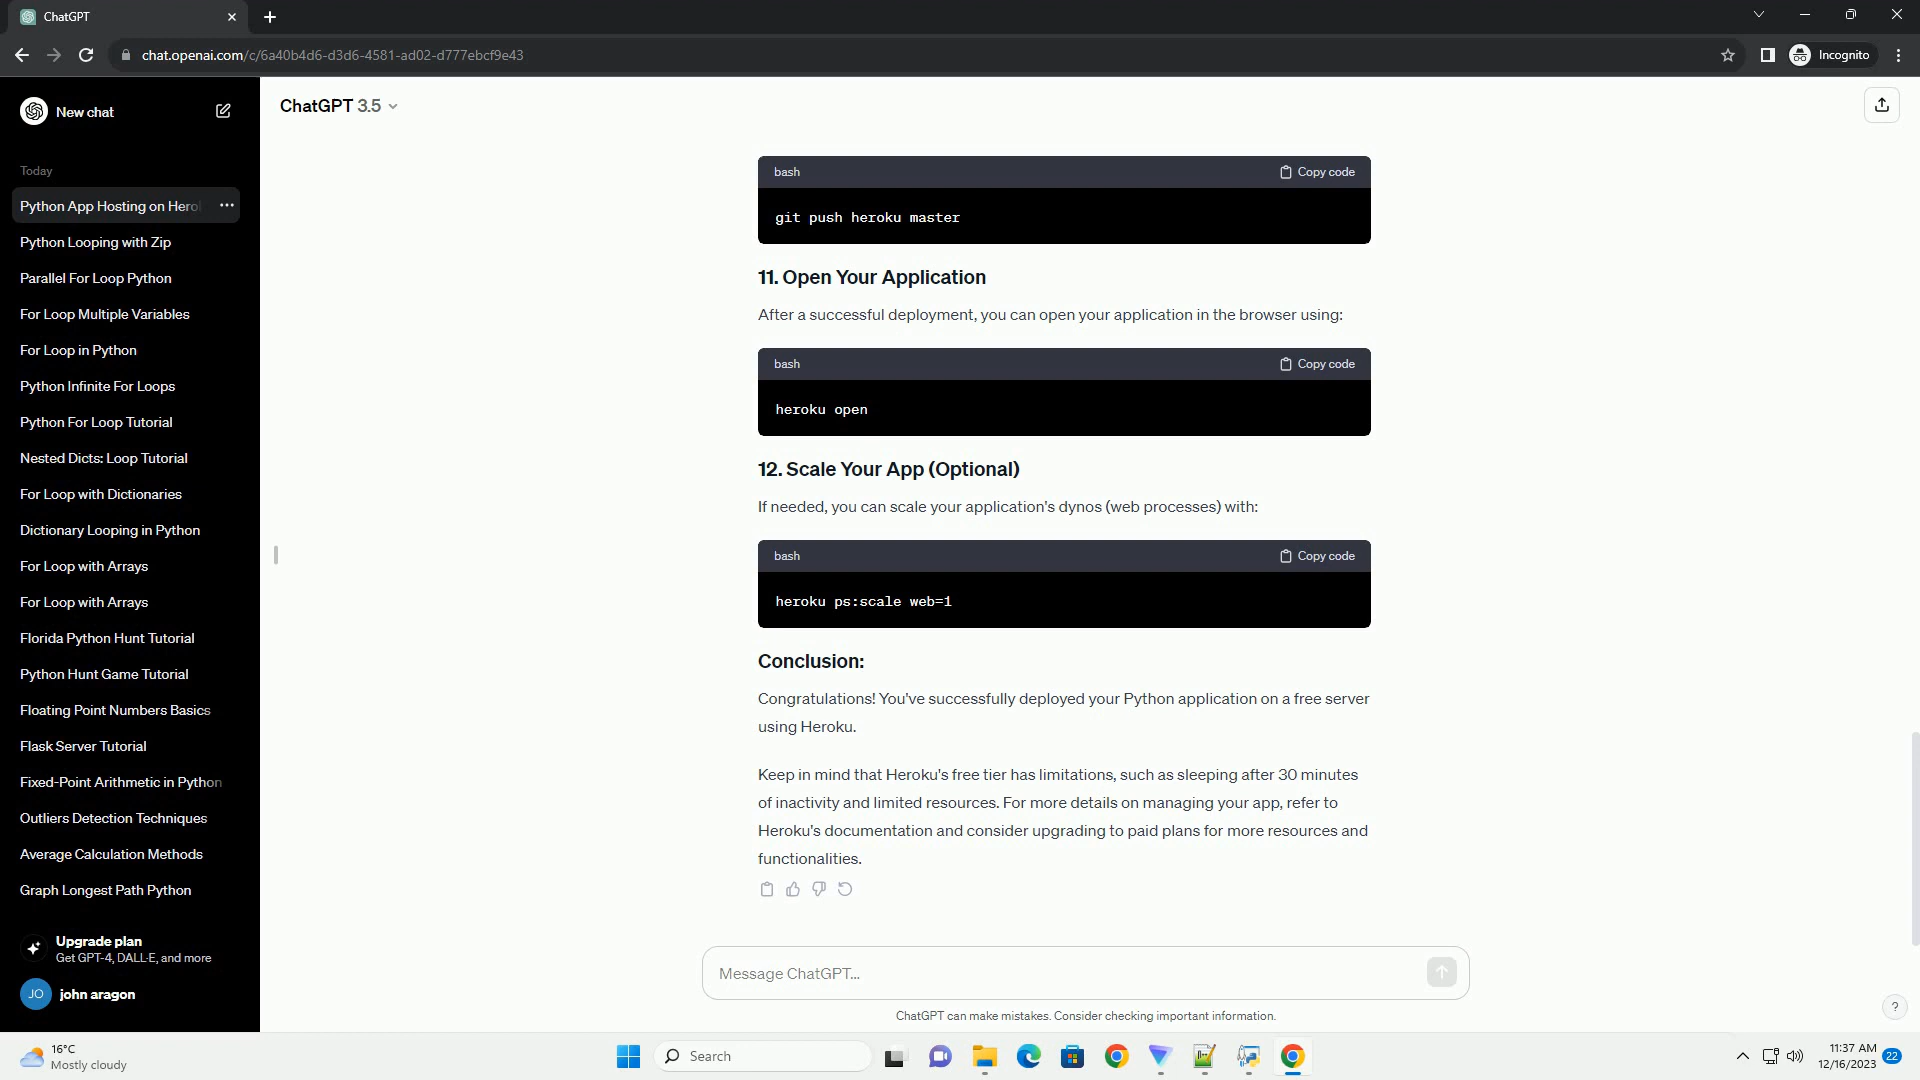 ChatGPT
chat.openai.com/c/6a40b4d6-d3d6-4581-ad02-d777ebcf9e43
Incognito
New chat
Today
Python App Hosting on Hero
Python Looping with Zip
Parallel For Loop Python
For Loop Multiple Variables
For Loop in Python
Python Infinite For Loops
Python For Loop Tutorial
Nested Dicts: Loop Tutorial
For Loop with Dictionaries
Dictionary Looping in Python
For Loop with Arrays
For Loop with Arrays
Florida Python Hunt Tutorial
Python Hunt Game Tutorial
Floating Point Numbers Basics
Flask Server Tutorial
Fixed-Point Arithmetic in Python
Outliers Detection Techniques
Average Calculation Methods
Graph Longest Path Python
Upgrade plan
Get GPT-4, DALL·E, and more
JO john aragon
ChatGPT 3.5
bash Copy code
git push heroku master
11. Open Your Application
After a successful deployment, you can open your application in the browser using:
bash Copy code
heroku open
12. Scale Your App (Optional)
If needed, you can scale your application's dynos (web processes) with:
bash Copy code
heroku ps:scale web=1
Conclusion:
Congratulations! You've successfully deployed your Python application on a free server
using Heroku.
Keep in mind that Heroku's free tier has limitations, such as sleeping after 30 minutes
of inactivity and limited resources. For more details on managing your app, refer to
Heroku's documentation and consider upgrading to paid plans for more resources and
functionalities.
Message ChatGPT...
ChatGPT can make mistakes. Consider checking important information.
?
16°C
Mostly cloudy
Search
11:37 AM
12/16/2023
22